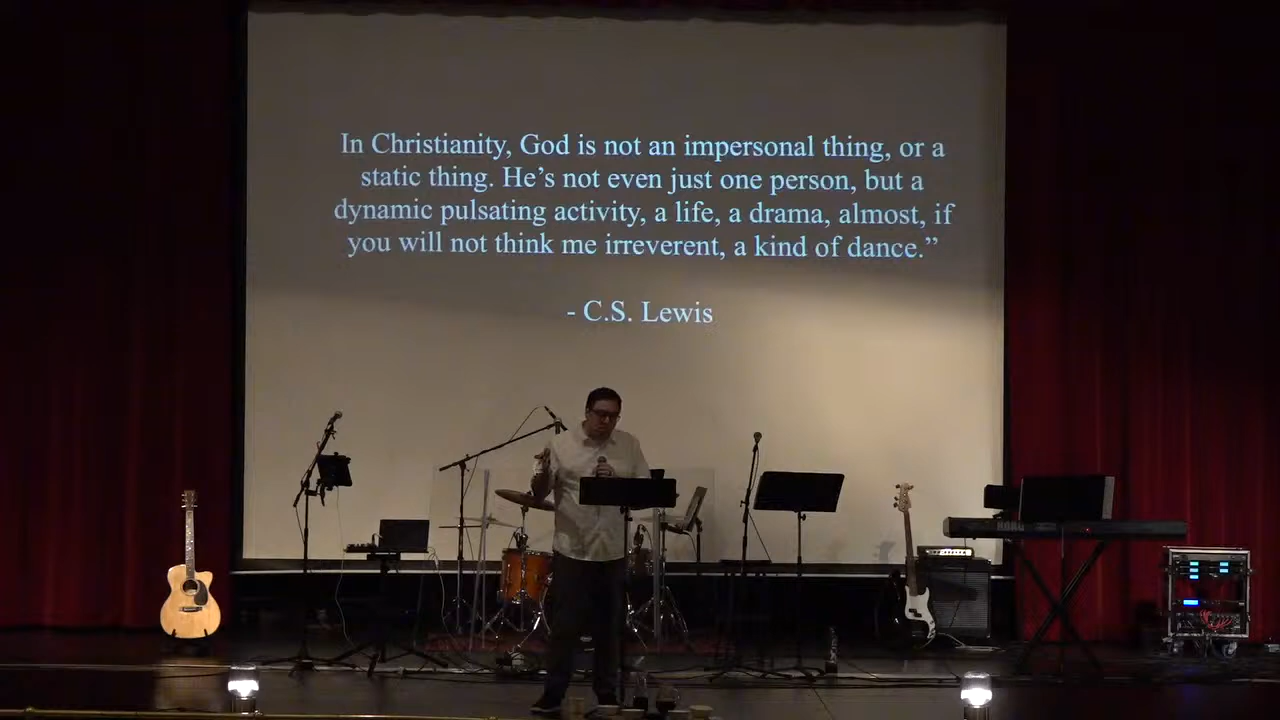 In Christianity, God is not an impersonal thing, or a
static thing. He’s not even just one person, but a
dynamic pulsating activity, a life, a drama, almost, if
you will not think me irreverent, a kind of dance.”
- C.S. Lewis